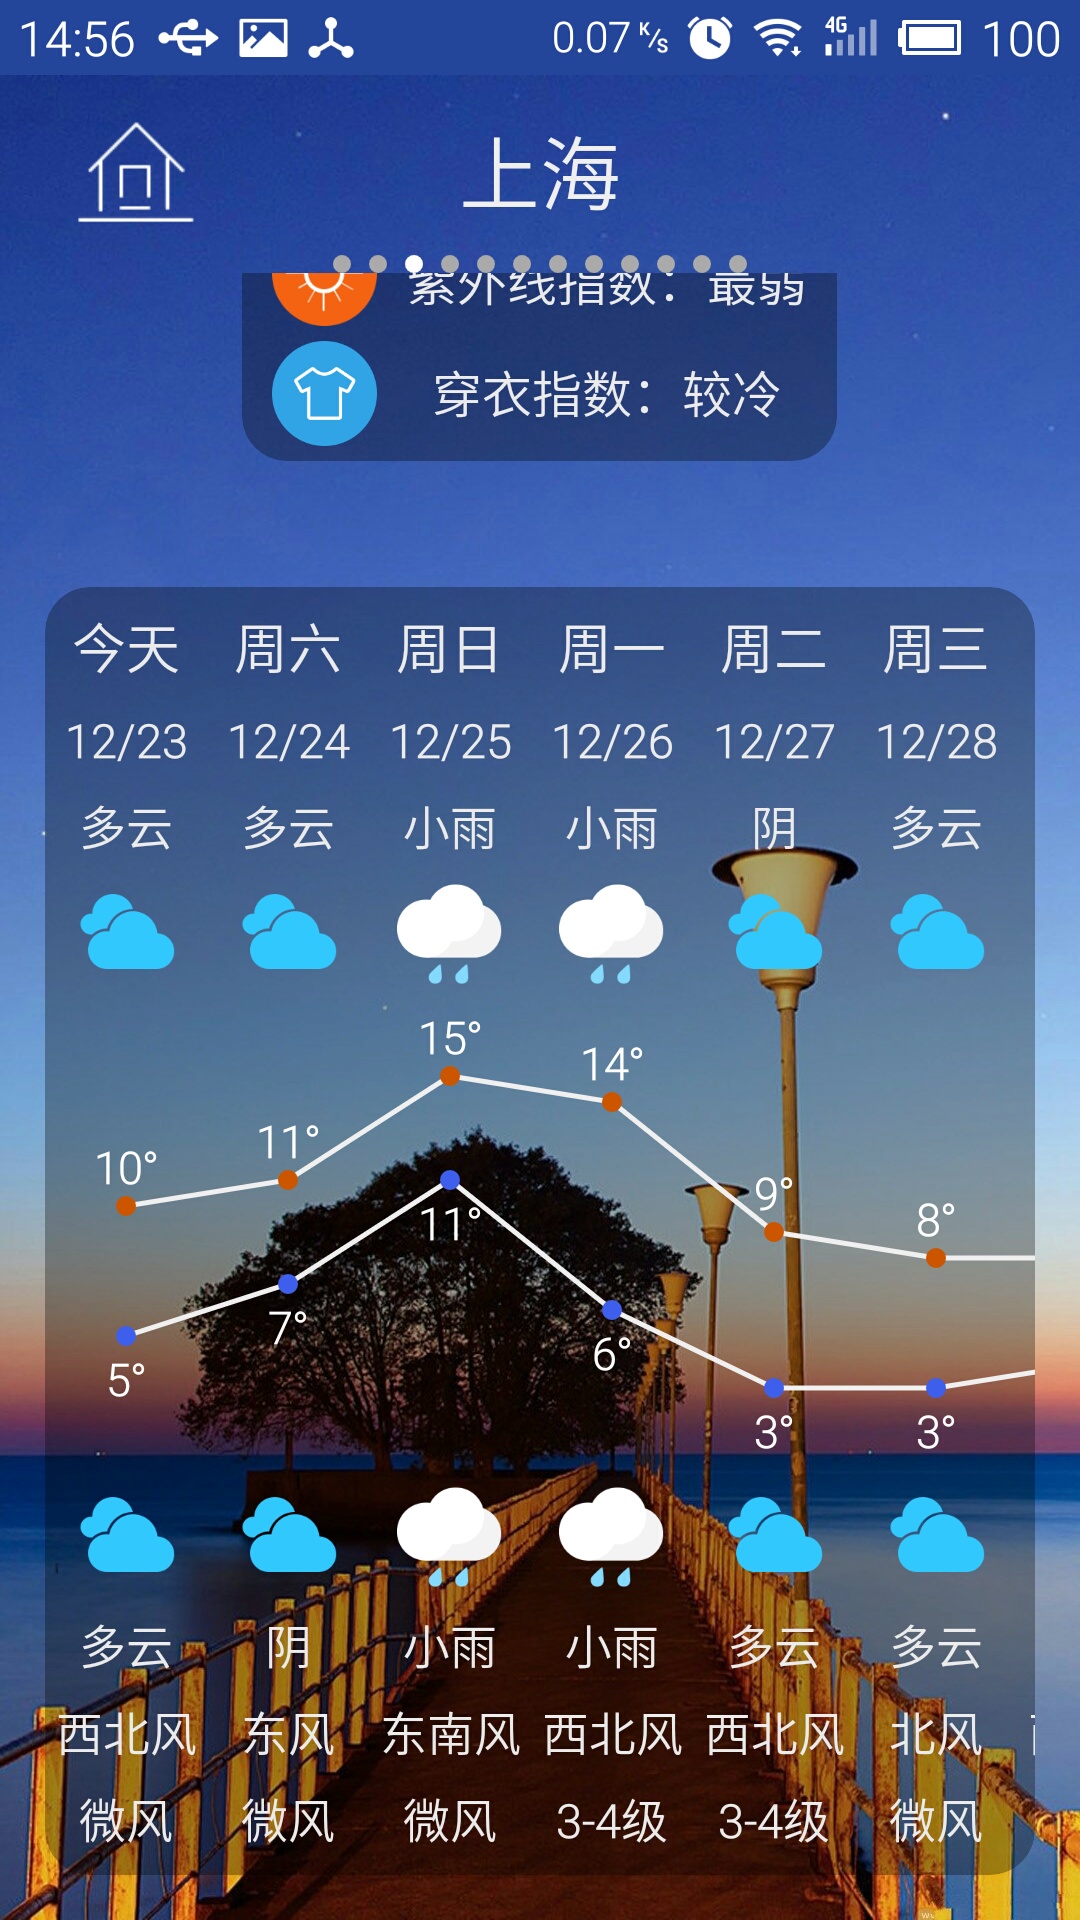 14:56 0.07 K/s 4G 100
上海
紫外线指数：最弱
穿衣指数：较冷
今天 周六 周日 周一 周二 周三
12/23 12/24 12/25 12/26 12/27 12/28
多云 多云 小雨 小雨 阴 多云
15°
14°
11°
10°
9°
8°
11°
7°
6°
5°
3° 3°
多云 阴 小雨 小雨 多云 多云
西北风 东风 东南风 西北风 西北风 北风
微风 微风 微风 3-4级 3-4级 微风